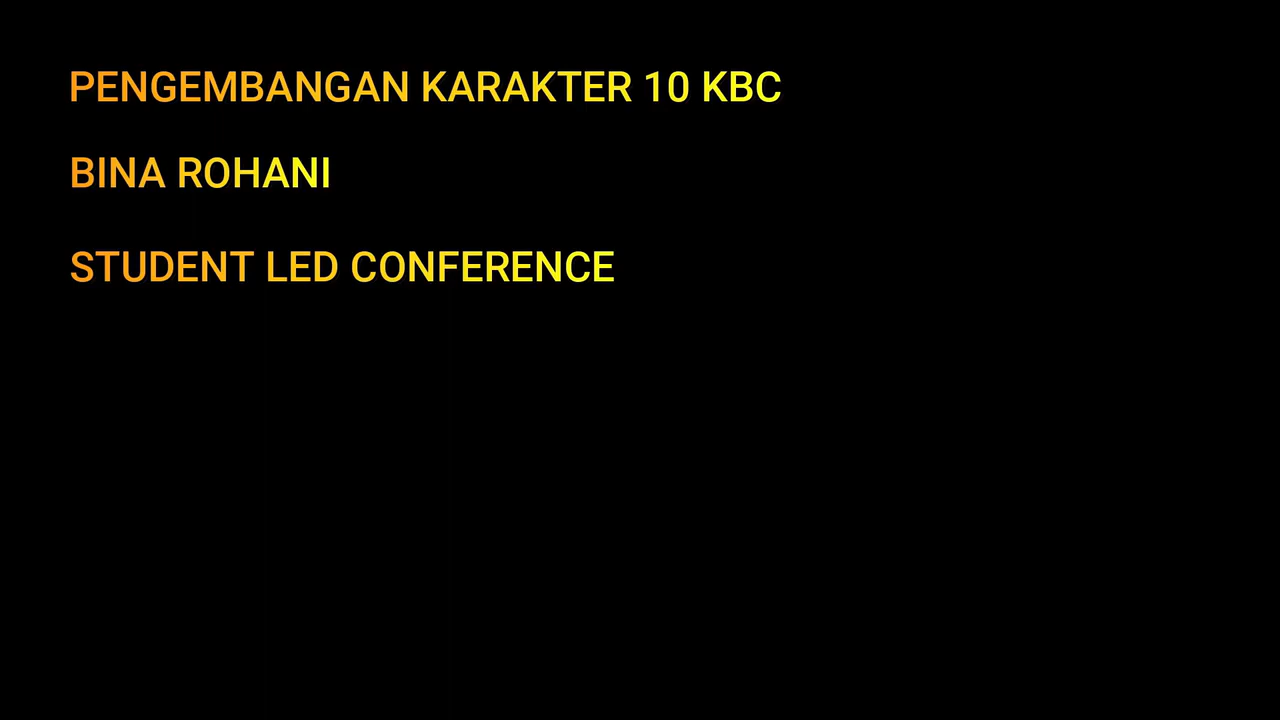 PENGEMBANGAN KARAKTER 10 KBC
BINA ROHANI
STUDENT LED CONFERENCE